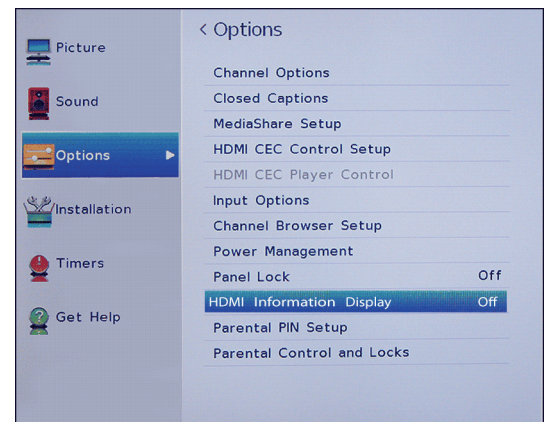 Picture
Sound
Options
Installation
Timers
Get Help
< Options
Channel Options
Closed Captions
MediaShare Setup
HDMI CEC Control Setup
HDMI CEC Player Control
Input Options
Channel Browser Setup
Power Management
Panel Lock Off
HDMI Information Display Off
Parental PIN Setup
Parental Control and Locks